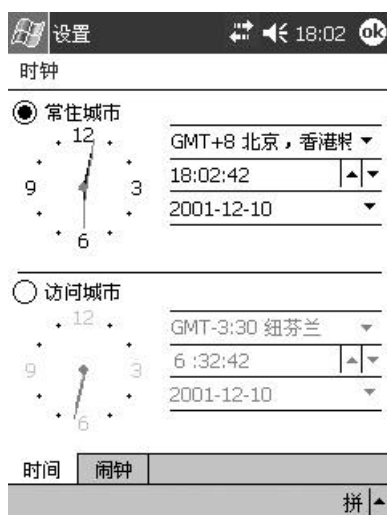 设置 18:02 ok
时钟
常住城市
12
9 3
6
GMT+8 北京，香港特
18:02:42
2001-12-10
访问城市
12
9 3
6
GMT-3:30 纽芬兰
6:32:42
2001-12-10
时间 闹钟
拼